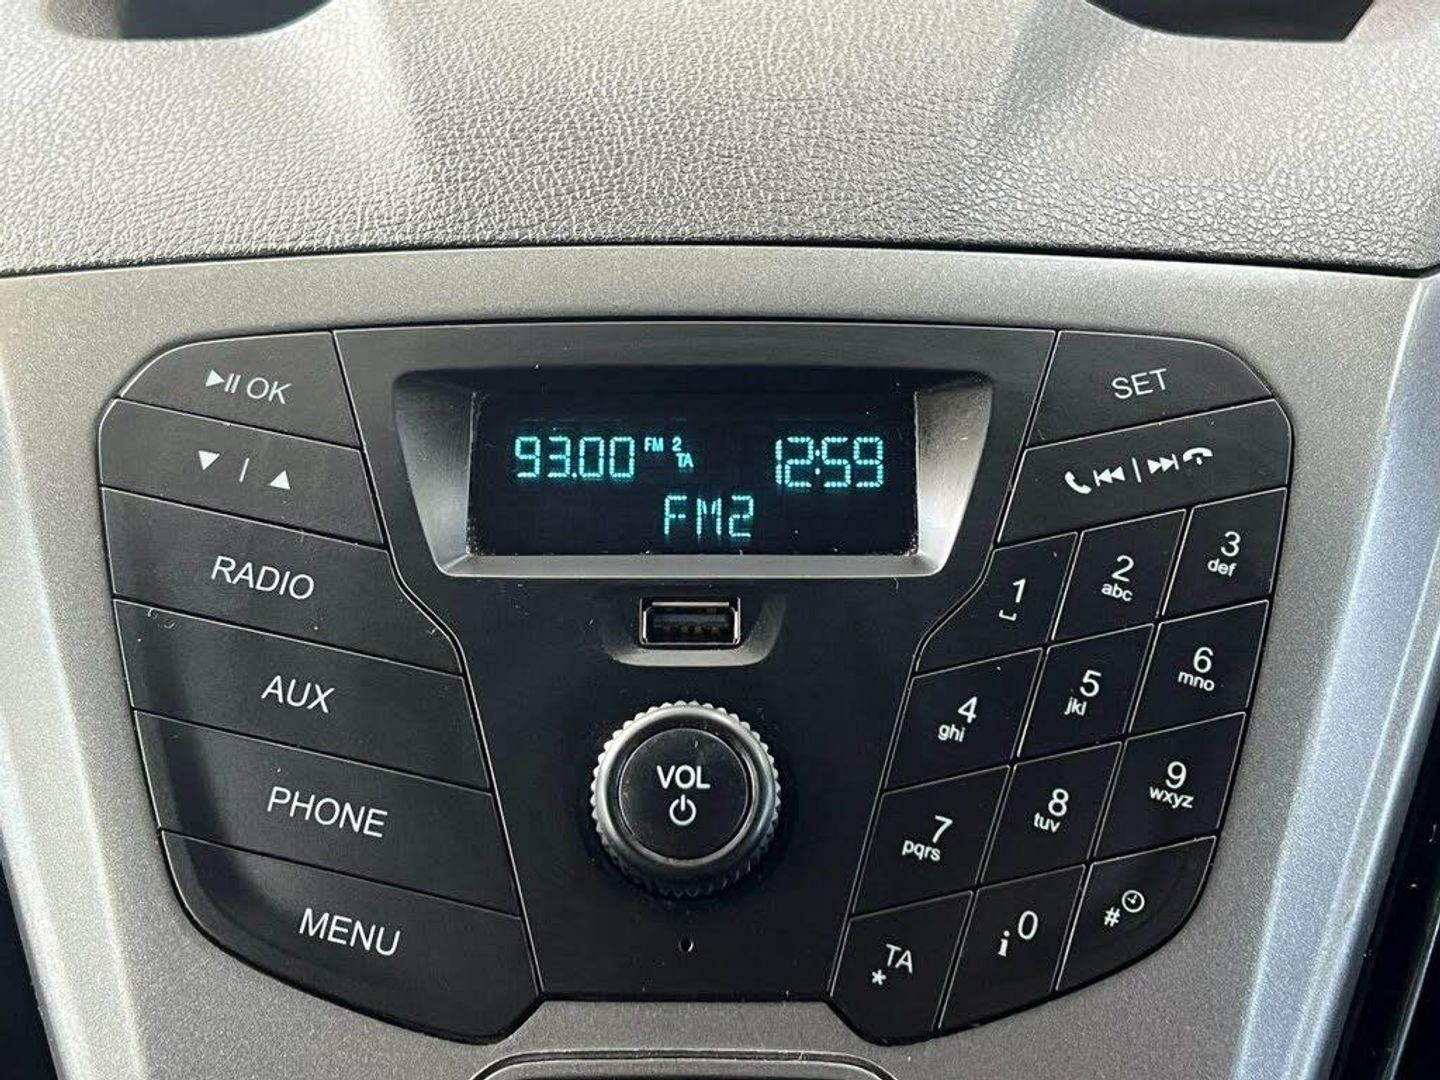 OK
SET
93.00 FM 2 TA 12:59
FM2
RADIO
AUX
PHONE
MENU
VOL
1
2 abc
3 def
4 ghi
5 jkl
6 mno
7 pqrs
8 tuv
9 wxyz
TA *
i 0
#